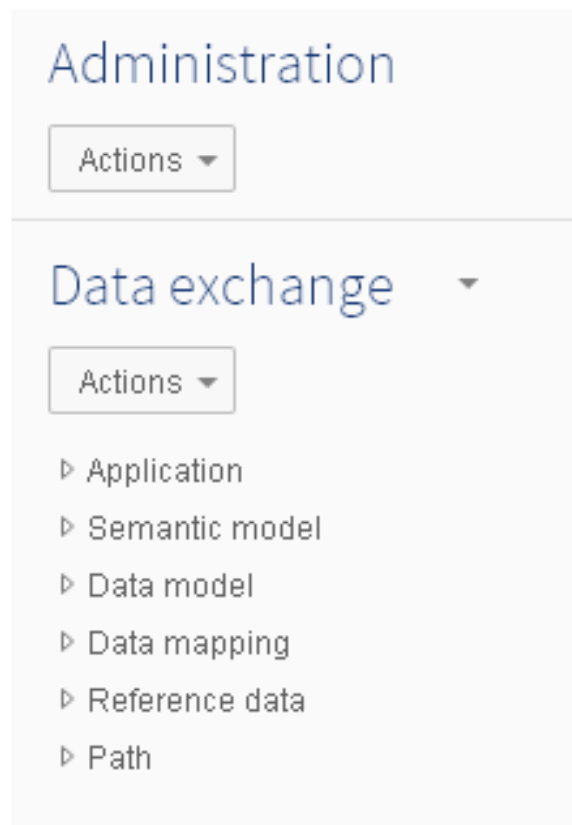 Administration
Actions
Data exchange
Actions
Application
Semantic model
Data model
Data mapping
Reference data
Path